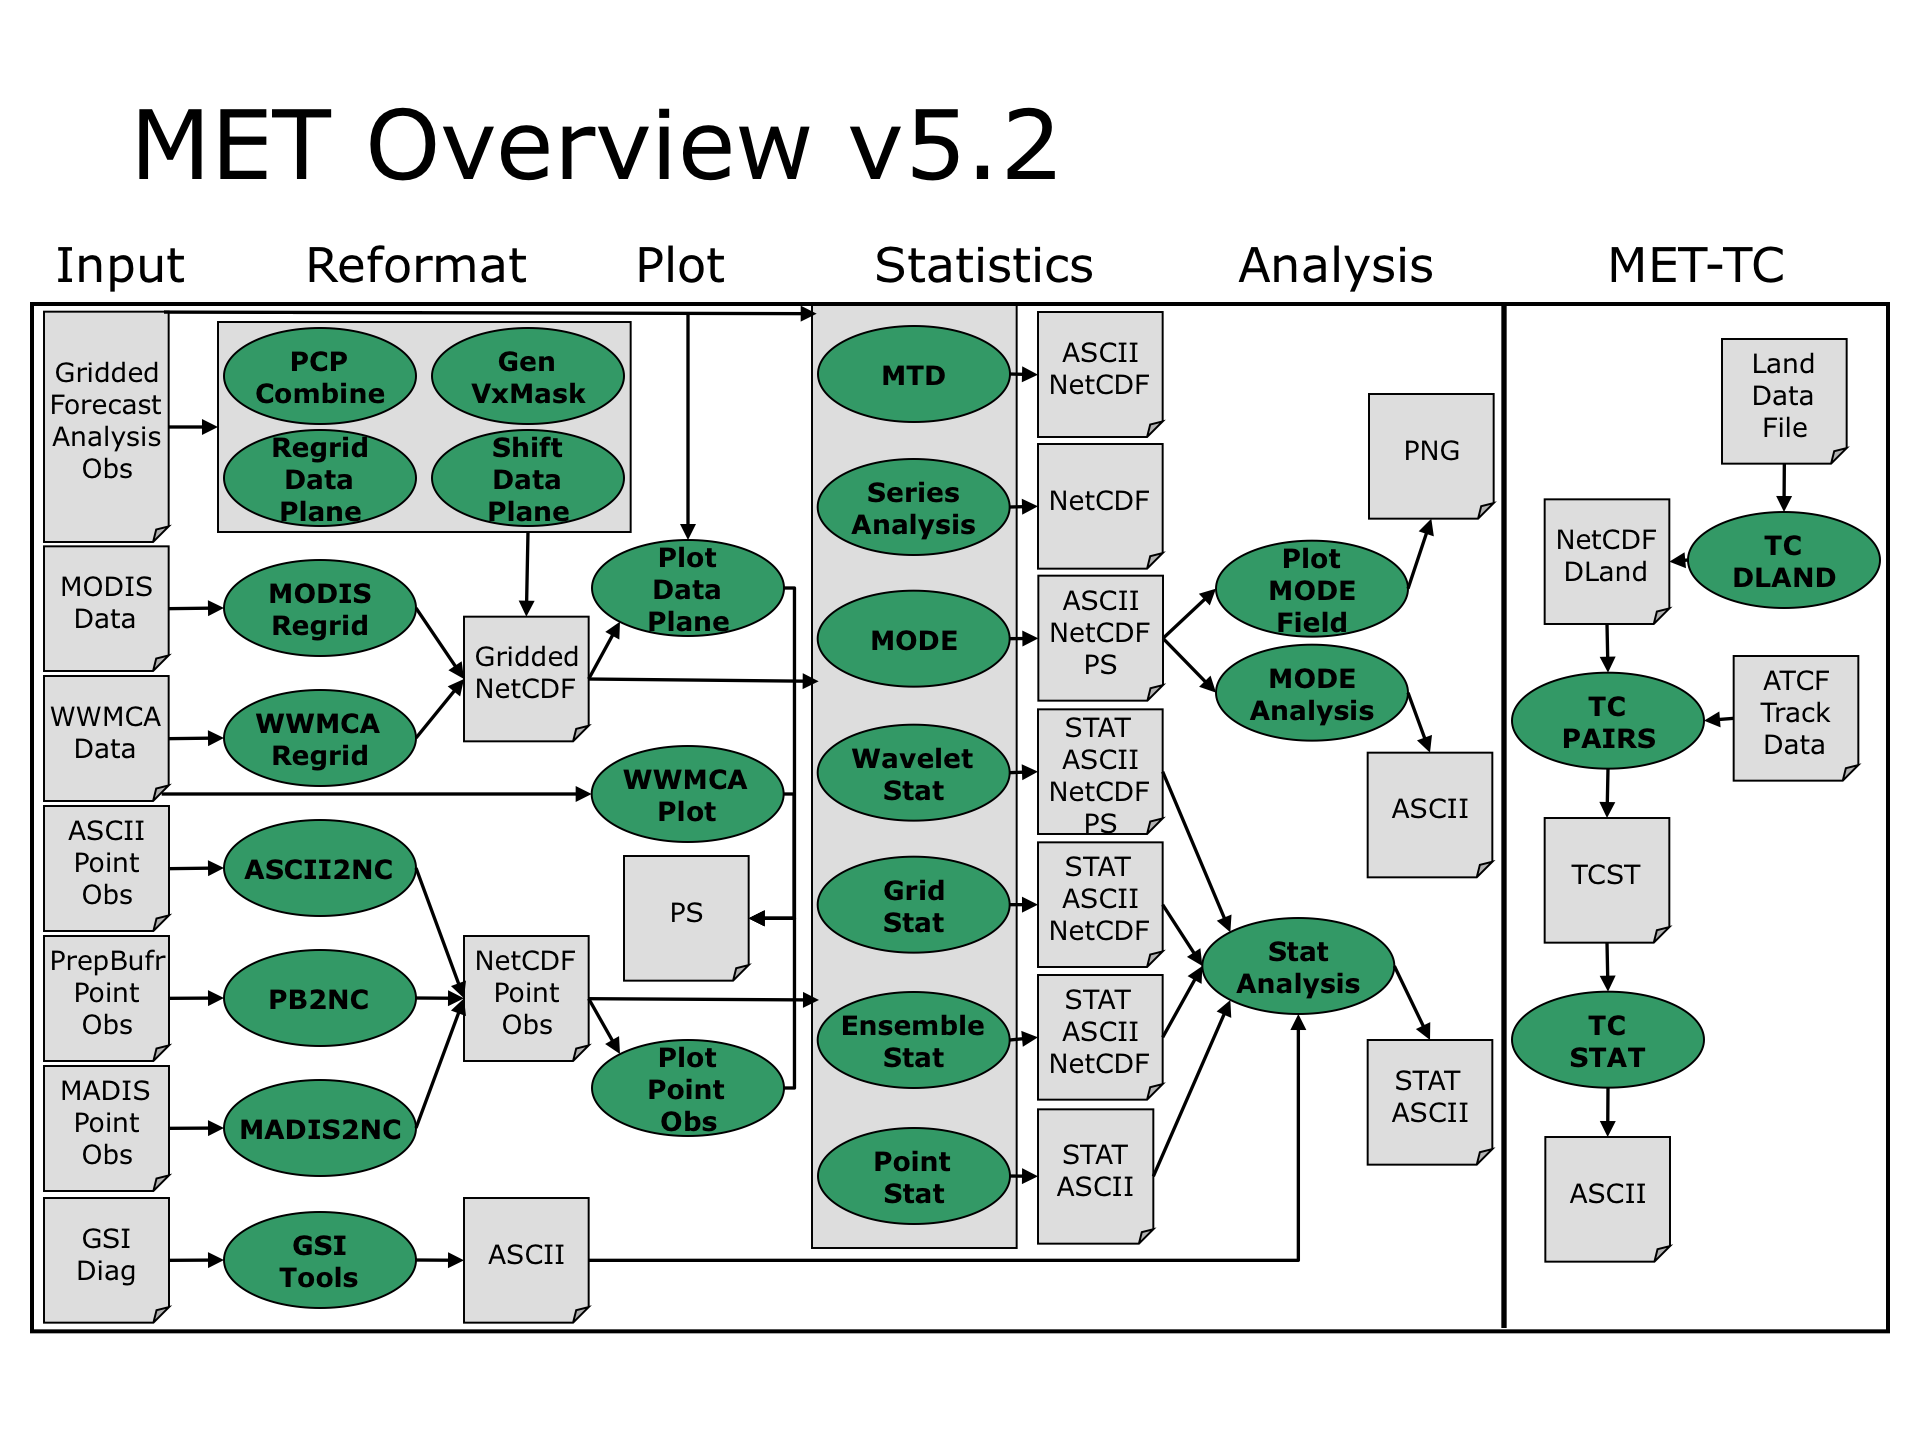 MET Overview v5.2
Input
Reformat
Plot
Statistics
Analysis
MET-TC
Gridded
Forecast
Analysis
Obs
MODIS
Data
WWMCA
Data
ASCII
Point
Obs
PrepBufr
Point
Obs
MADIS
Point
Obs
GSI
Diag
PCP
Combine
Gen
VxMask
Regrid
Data
Plane
Shift
Data
Plane
MODIS
Regrid
WWMCA
Regrid
ASCII2NC
PB2NC
MADIS2NC
GSI
Tools
Gridded
NetCDF
NetCDF
Point
Obs
ASCII
Plot
Data
Plane
WWMCA
Plot
PS
Plot
Point
Obs
MTD
Series
Analysis
MODE
Wavelet
Stat
Grid
Stat
Ensemble
Stat
Point
Stat
ASCII
NetCDF
NetCDF
ASCII
NetCDF
PS
STAT
ASCII
NetCDF
PS
STAT
ASCII
NetCDF
STAT
ASCII
NetCDF
STAT
ASCII
PNG
Plot
MODE
Field
MODE
Analysis
ASCII
Stat
Analysis
STAT
ASCII
Land
Data
File
NetCDF
DLand
TC
DLAND
TC
PAIRS
ATCF
Track
Data
TCST
TC
STAT
ASCII